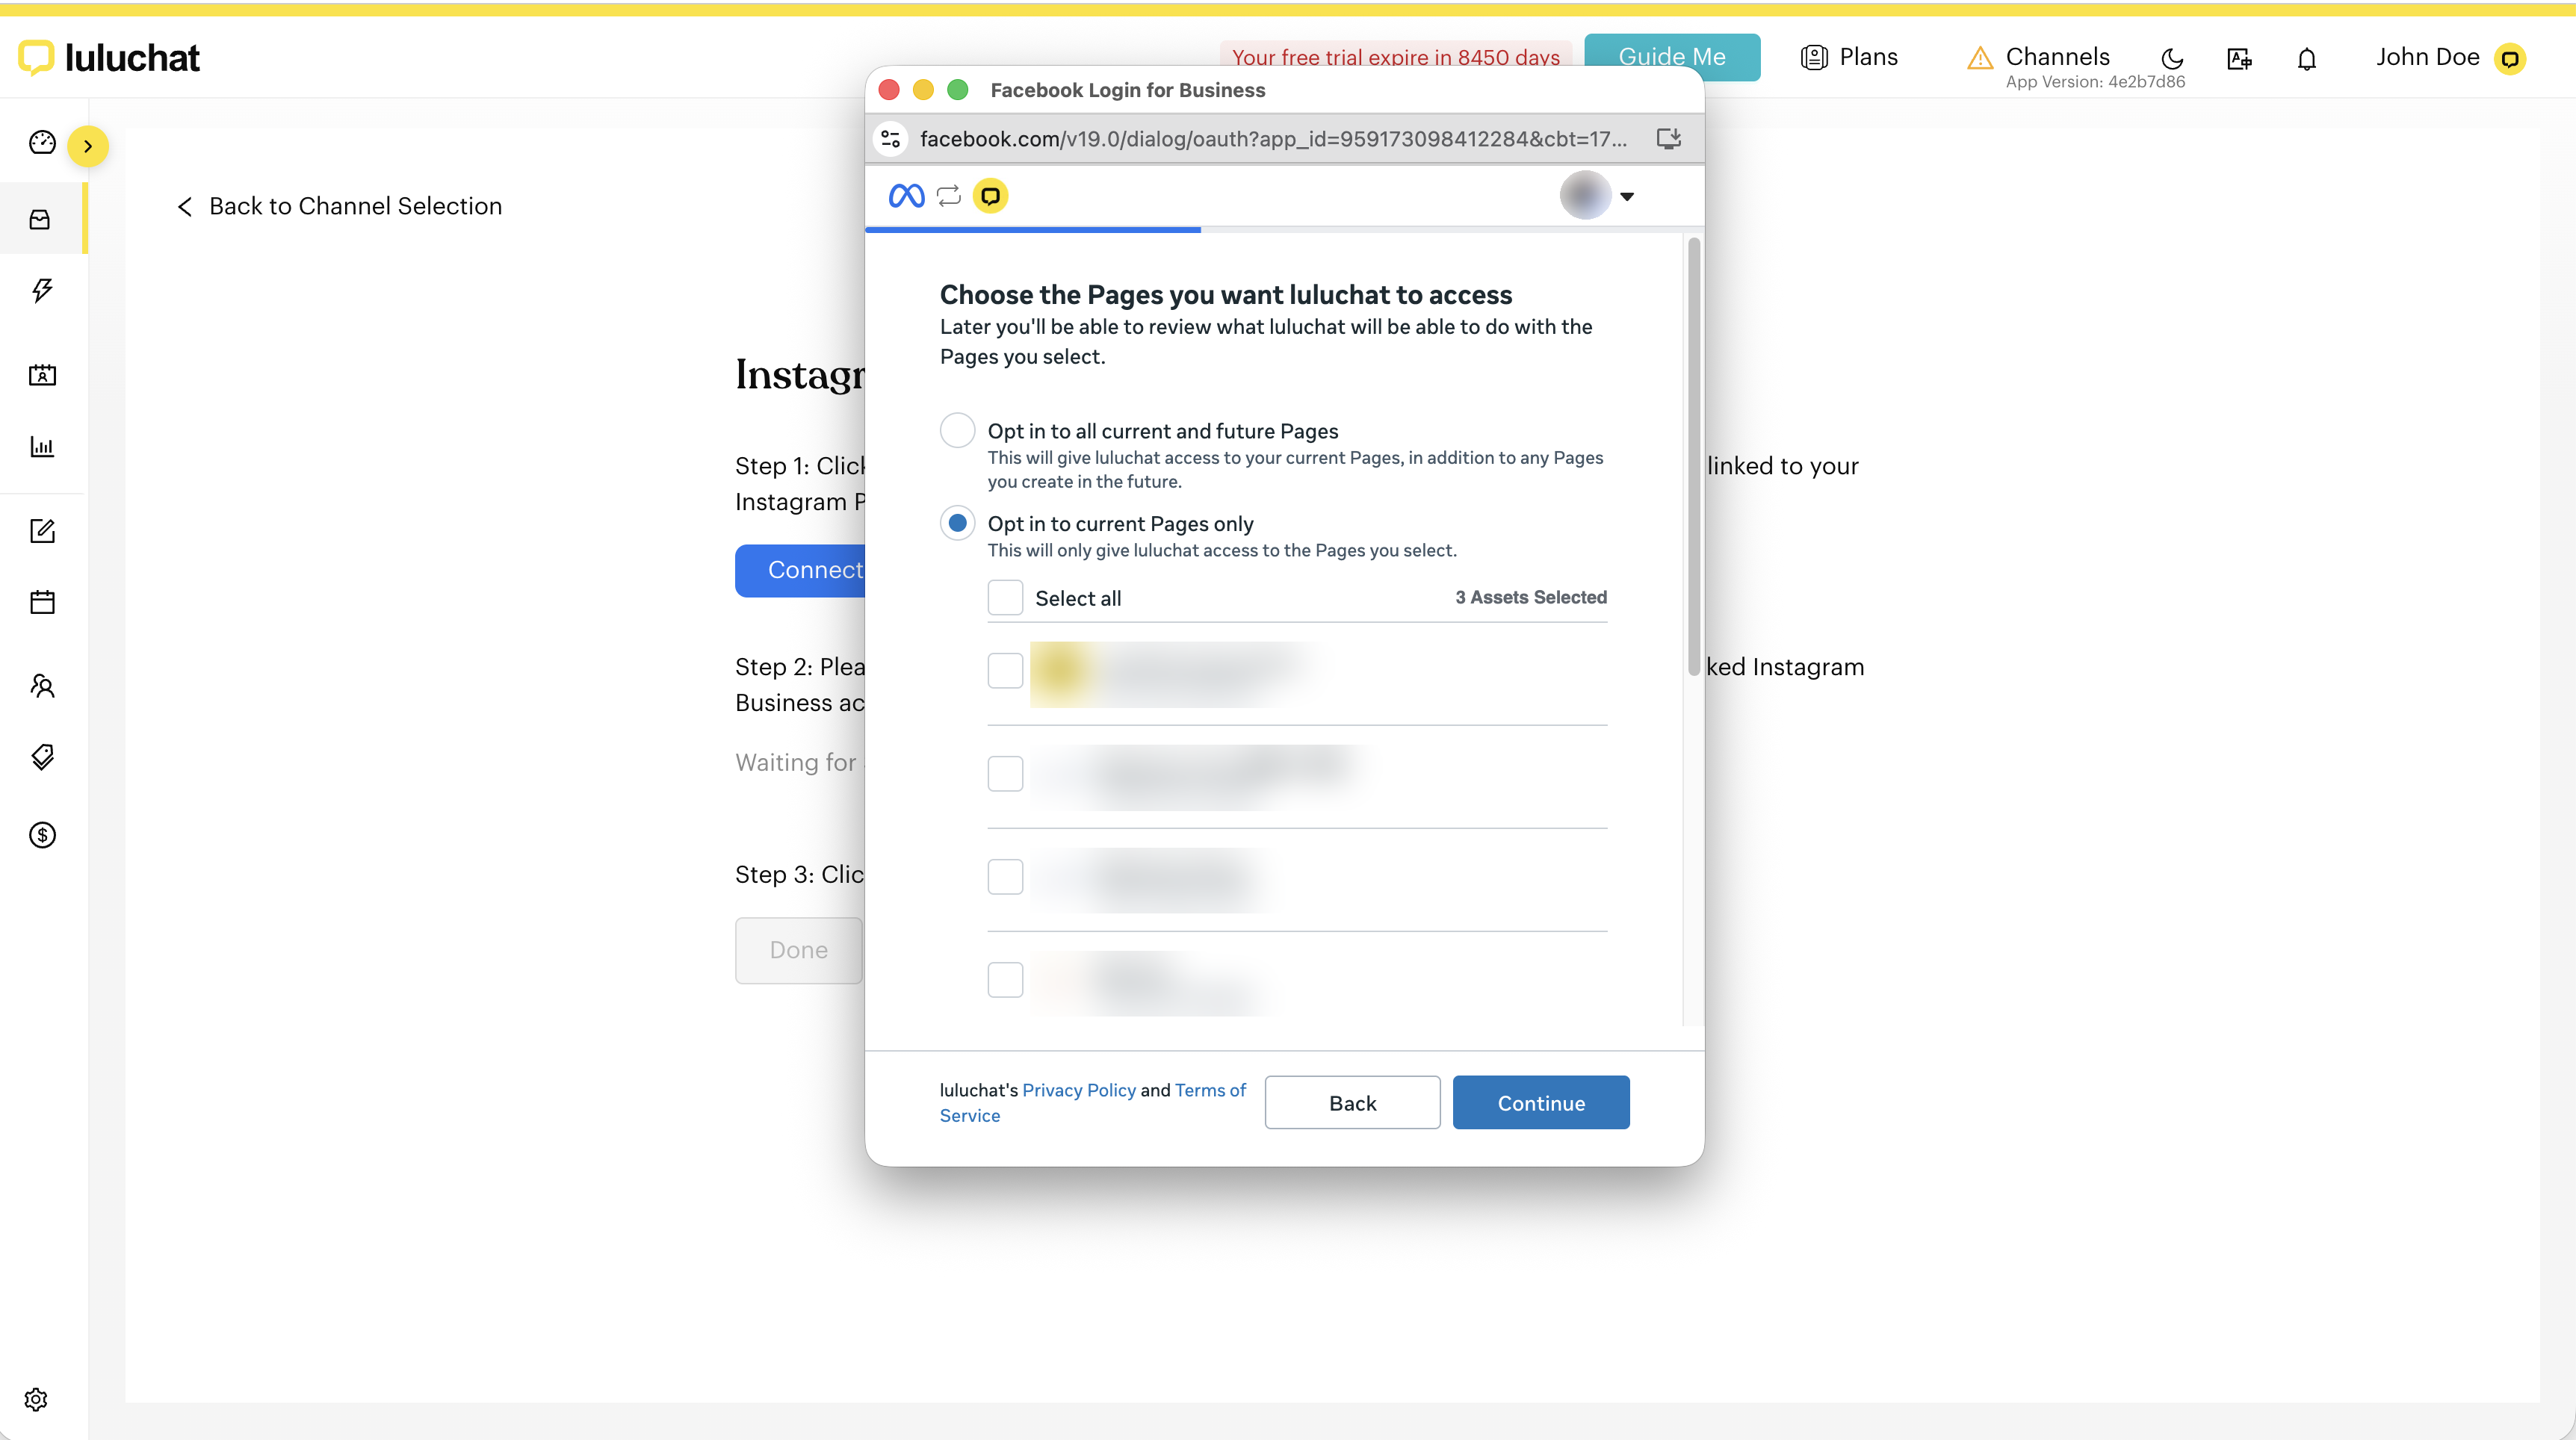 luluchat
Your free trial expire in 8450 days
Guide Me
Plans
Channels
App Version: 4e2b7d86
John Doe
Back to Channel Selection
Instagr
Step 1: Click
linked to your
Instagram P
Connect
Step 2: Plea
ked Instagram
Business ac
Waiting for
Step 3: Clic
Done
Facebook Login for Business
facebook.com/v19.0/dialog/oauth?app_id=959173098412284&cbt=17...
Choose the Pages you want luluchat to access
Later you'll be able to review what luluchat will be able to do with the
Pages you select.
Opt in to all current and future Pages
This will give luluchat access to your current Pages, in addition to any Pages
you create in the future.
Opt in to current Pages only
This will only give luluchat access to the Pages you select.
Select all
3 Assets Selected
luluchat's Privacy Policy and Terms of
Service
Back
Continue